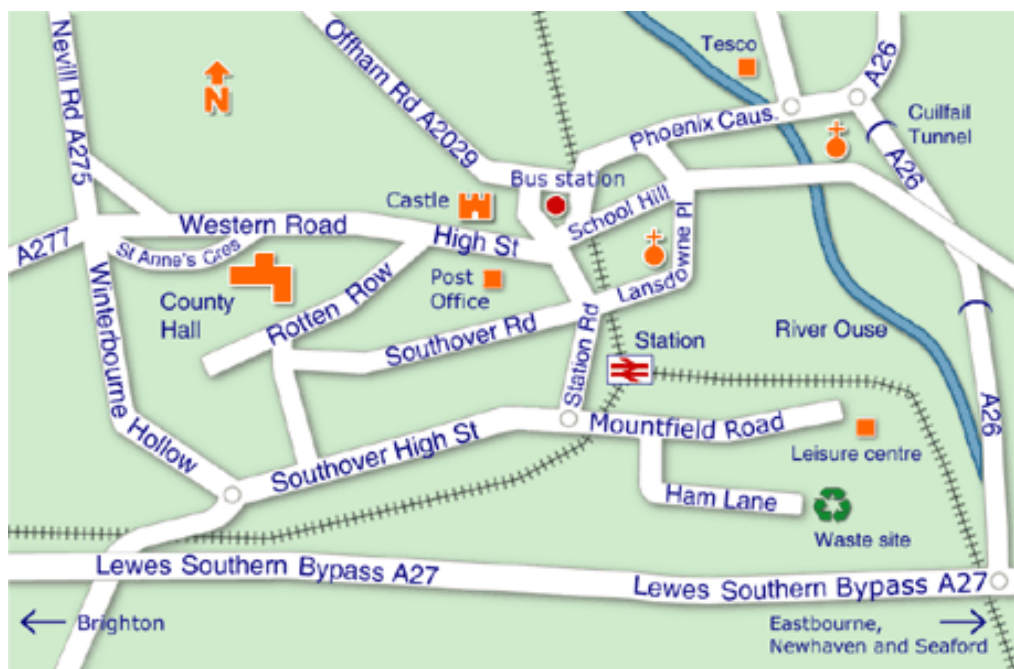 Nevill Rd A275
Offham Rd A2029
N
Tesco
A26
Phoenix Caus.
Cuilfail
Tunnel
A26
Bus station
Castle
School Hill
Western Road
High St
A277
St Anne's Cres
Lansdowne Pl
County
Hall
Post
Office
Rotten Row
Winterbourne Hollow
Southover Rd
Station Rd
Station
River Ouse
A26
Mountfield Road
Southover High St
Leisure centre
Ham Lane
Waste site
Lewes Southern Bypass A27
Lewes Southern Bypass A27
Brighton
Eastbourne,
Newhaven and Seaford